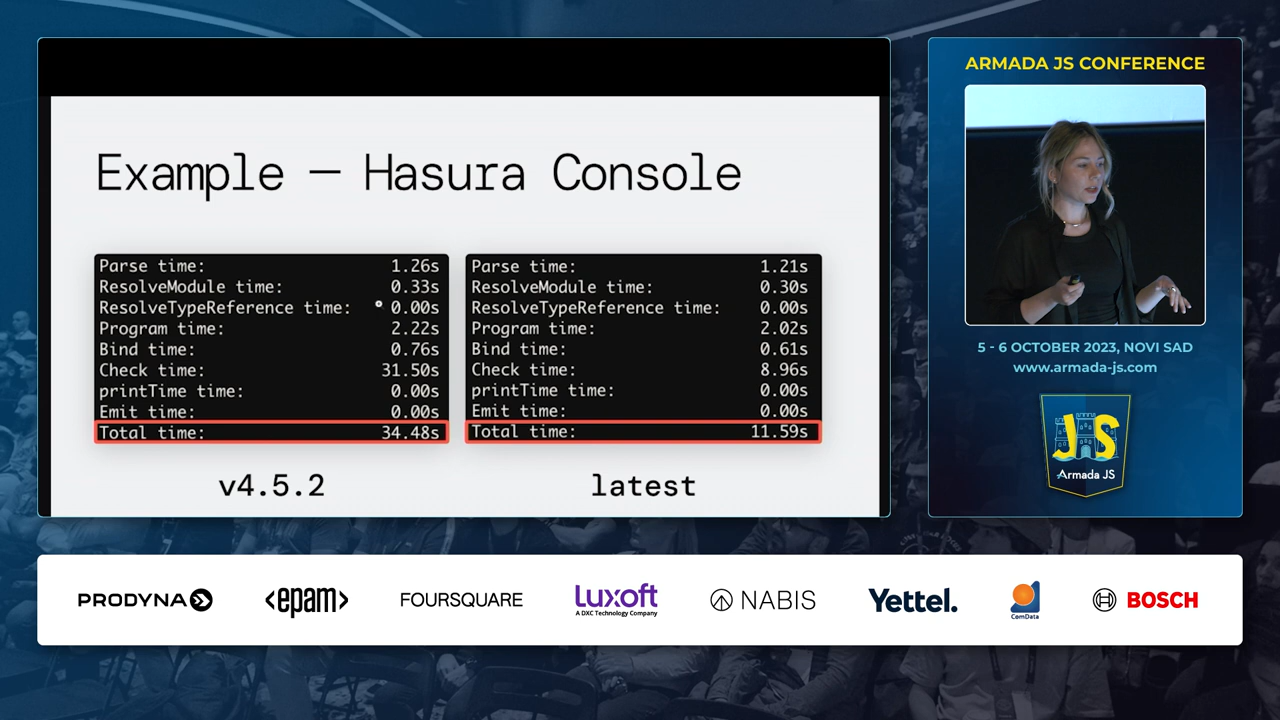 Example — Hasura Console
Parse time: 1.26s
ResolveModule time: 0.33s
ResolveTypeReference time: 0.00s
Program time: 2.22s
Bind time: 0.76s
Check time: 31.50s
printTime time: 0.00s
Emit time: 0.00s
Total time: 34.48s
v4.5.2
Parse time: 1.21s
ResolveModule time: 0.30s
ResolveTypeReference time: 0.00s
Program time: 2.02s
Bind time: 0.61s
Check time: 8.96s
printTime time: 0.00s
Emit time: 0.00s
Total time: 11.59s
latest
ARMADA JS CONFERENCE
5 - 6 OCTOBER 2023, NOVI SAD
www.armada-js.com
JS
Armada JS
PRODYNA
<epam>
FOURSQUARE
Luxoft
A DXC Technology Company
NABIS
Yettel.
ComData
BOSCH